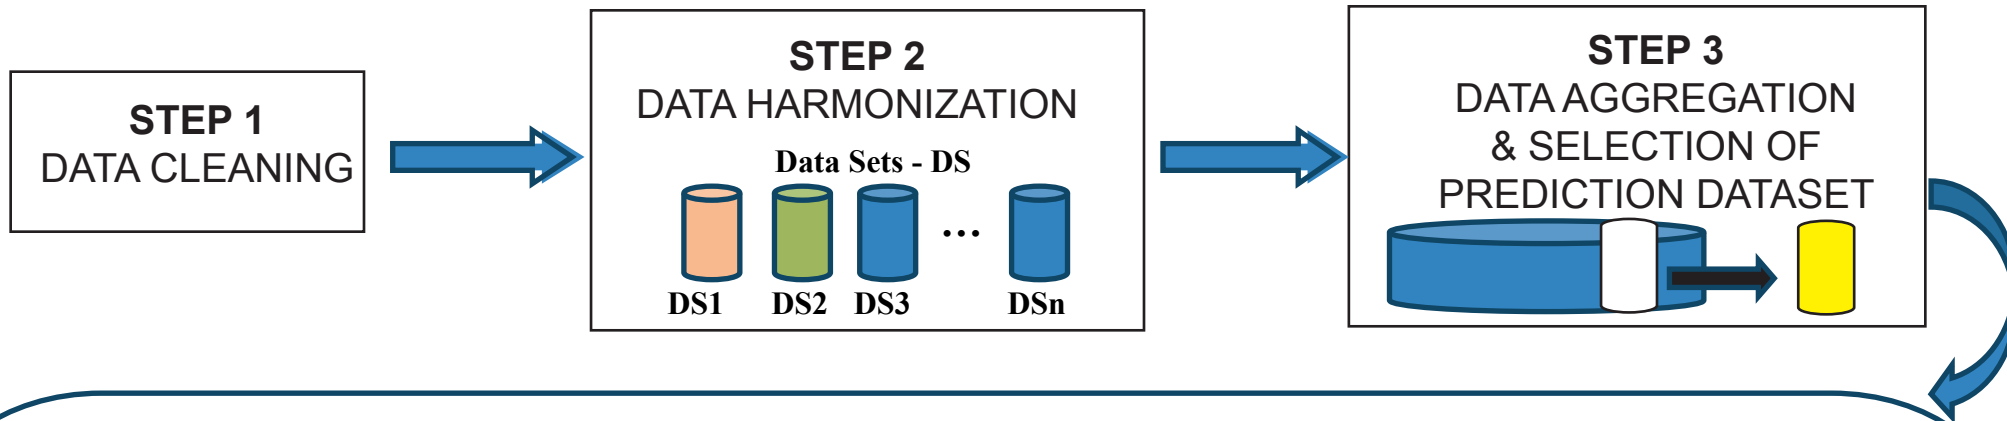 STEP 1
DATA CLEANING
STEP 2
DATA HARMONIZATION
Data Sets - DS
...
DS1 DS2 DS3 DSn
STEP 3
DATA AGGREGATION
& SELECTION OF
PREDICTION DATASET